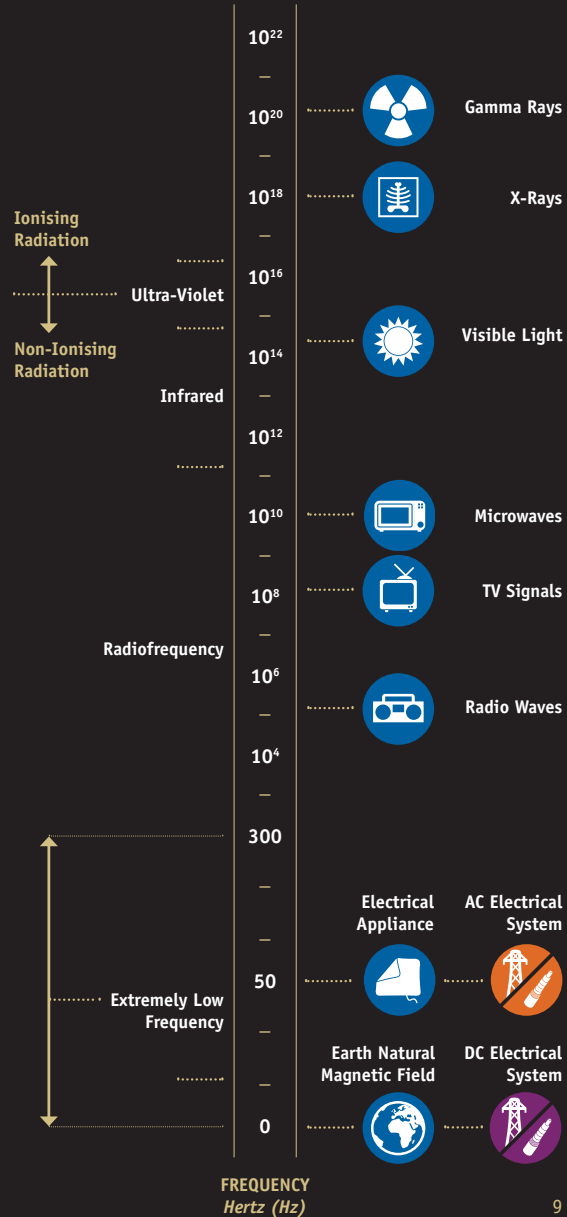 10²²
10²⁰
Gamma Rays
10¹⁸
X-Rays
Ionising
Radiation
10¹⁶
Ultra-Violet
Visible Light
Non-Ionising
Radiation
10¹⁴
Infrared
10¹²
10¹⁰
Microwaves
10⁸
TV Signals
Radiofrequency
10⁶
Radio Waves
10⁴
300
Electrical
Appliance
AC Electrical
System
50
Extremely Low
Frequency
Earth Natural
Magnetic Field
DC Electrical
System
0
FREQUENCY
Hertz (Hz)
9